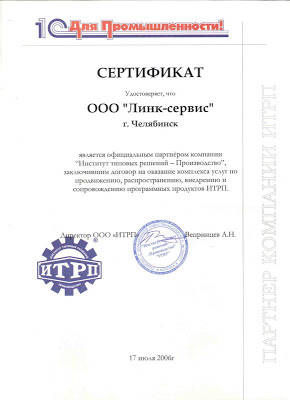 1С Для Промышленности!
СЕРТИФИКАТ
Удостоверяет, что
ООО "Линк-сервис"
г. Челябинск
является официальным партнёром компании
"Институт типовых решений – Производство",
заключившим договор на оказание комплекса услуг по
продвижению, распространению, внедрению и
сопровождению программных продуктов ИТРП.
Директор ООО «ИТРП»
Вепринцев А.Н.
ИТРП
®
17 июля 2006г
ПАРТНЕР КОМПАНИИ ИТРП